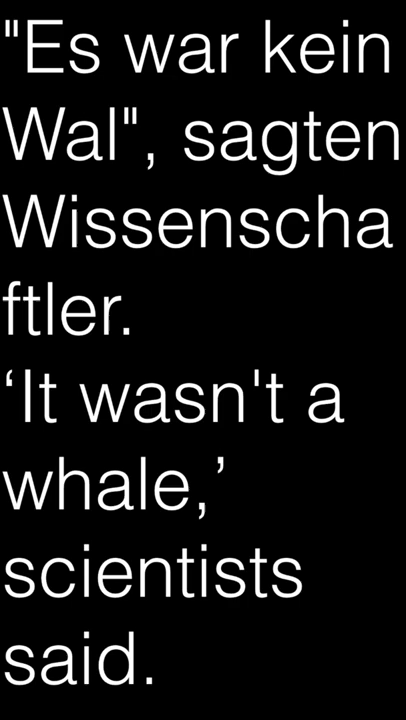 "Es war kein
Wal", sagten
Wissenscha
ftler.
‘It wasn't a
whale,’
scientists
said.